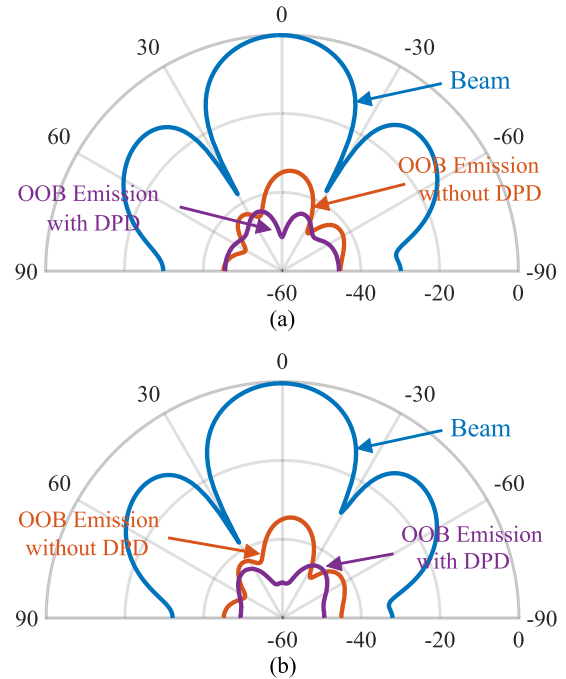 0
30
-30
Beam
60
-60
OOB Emission
without DPD
OOB Emission
with DPD
90
-90
-60
-40
-20
0
(a)
0
30
-30
Beam
60
-60
OOB Emission
without DPD
OOB Emission
with DPD
90
-90
-60
-40
-20
0
(b)